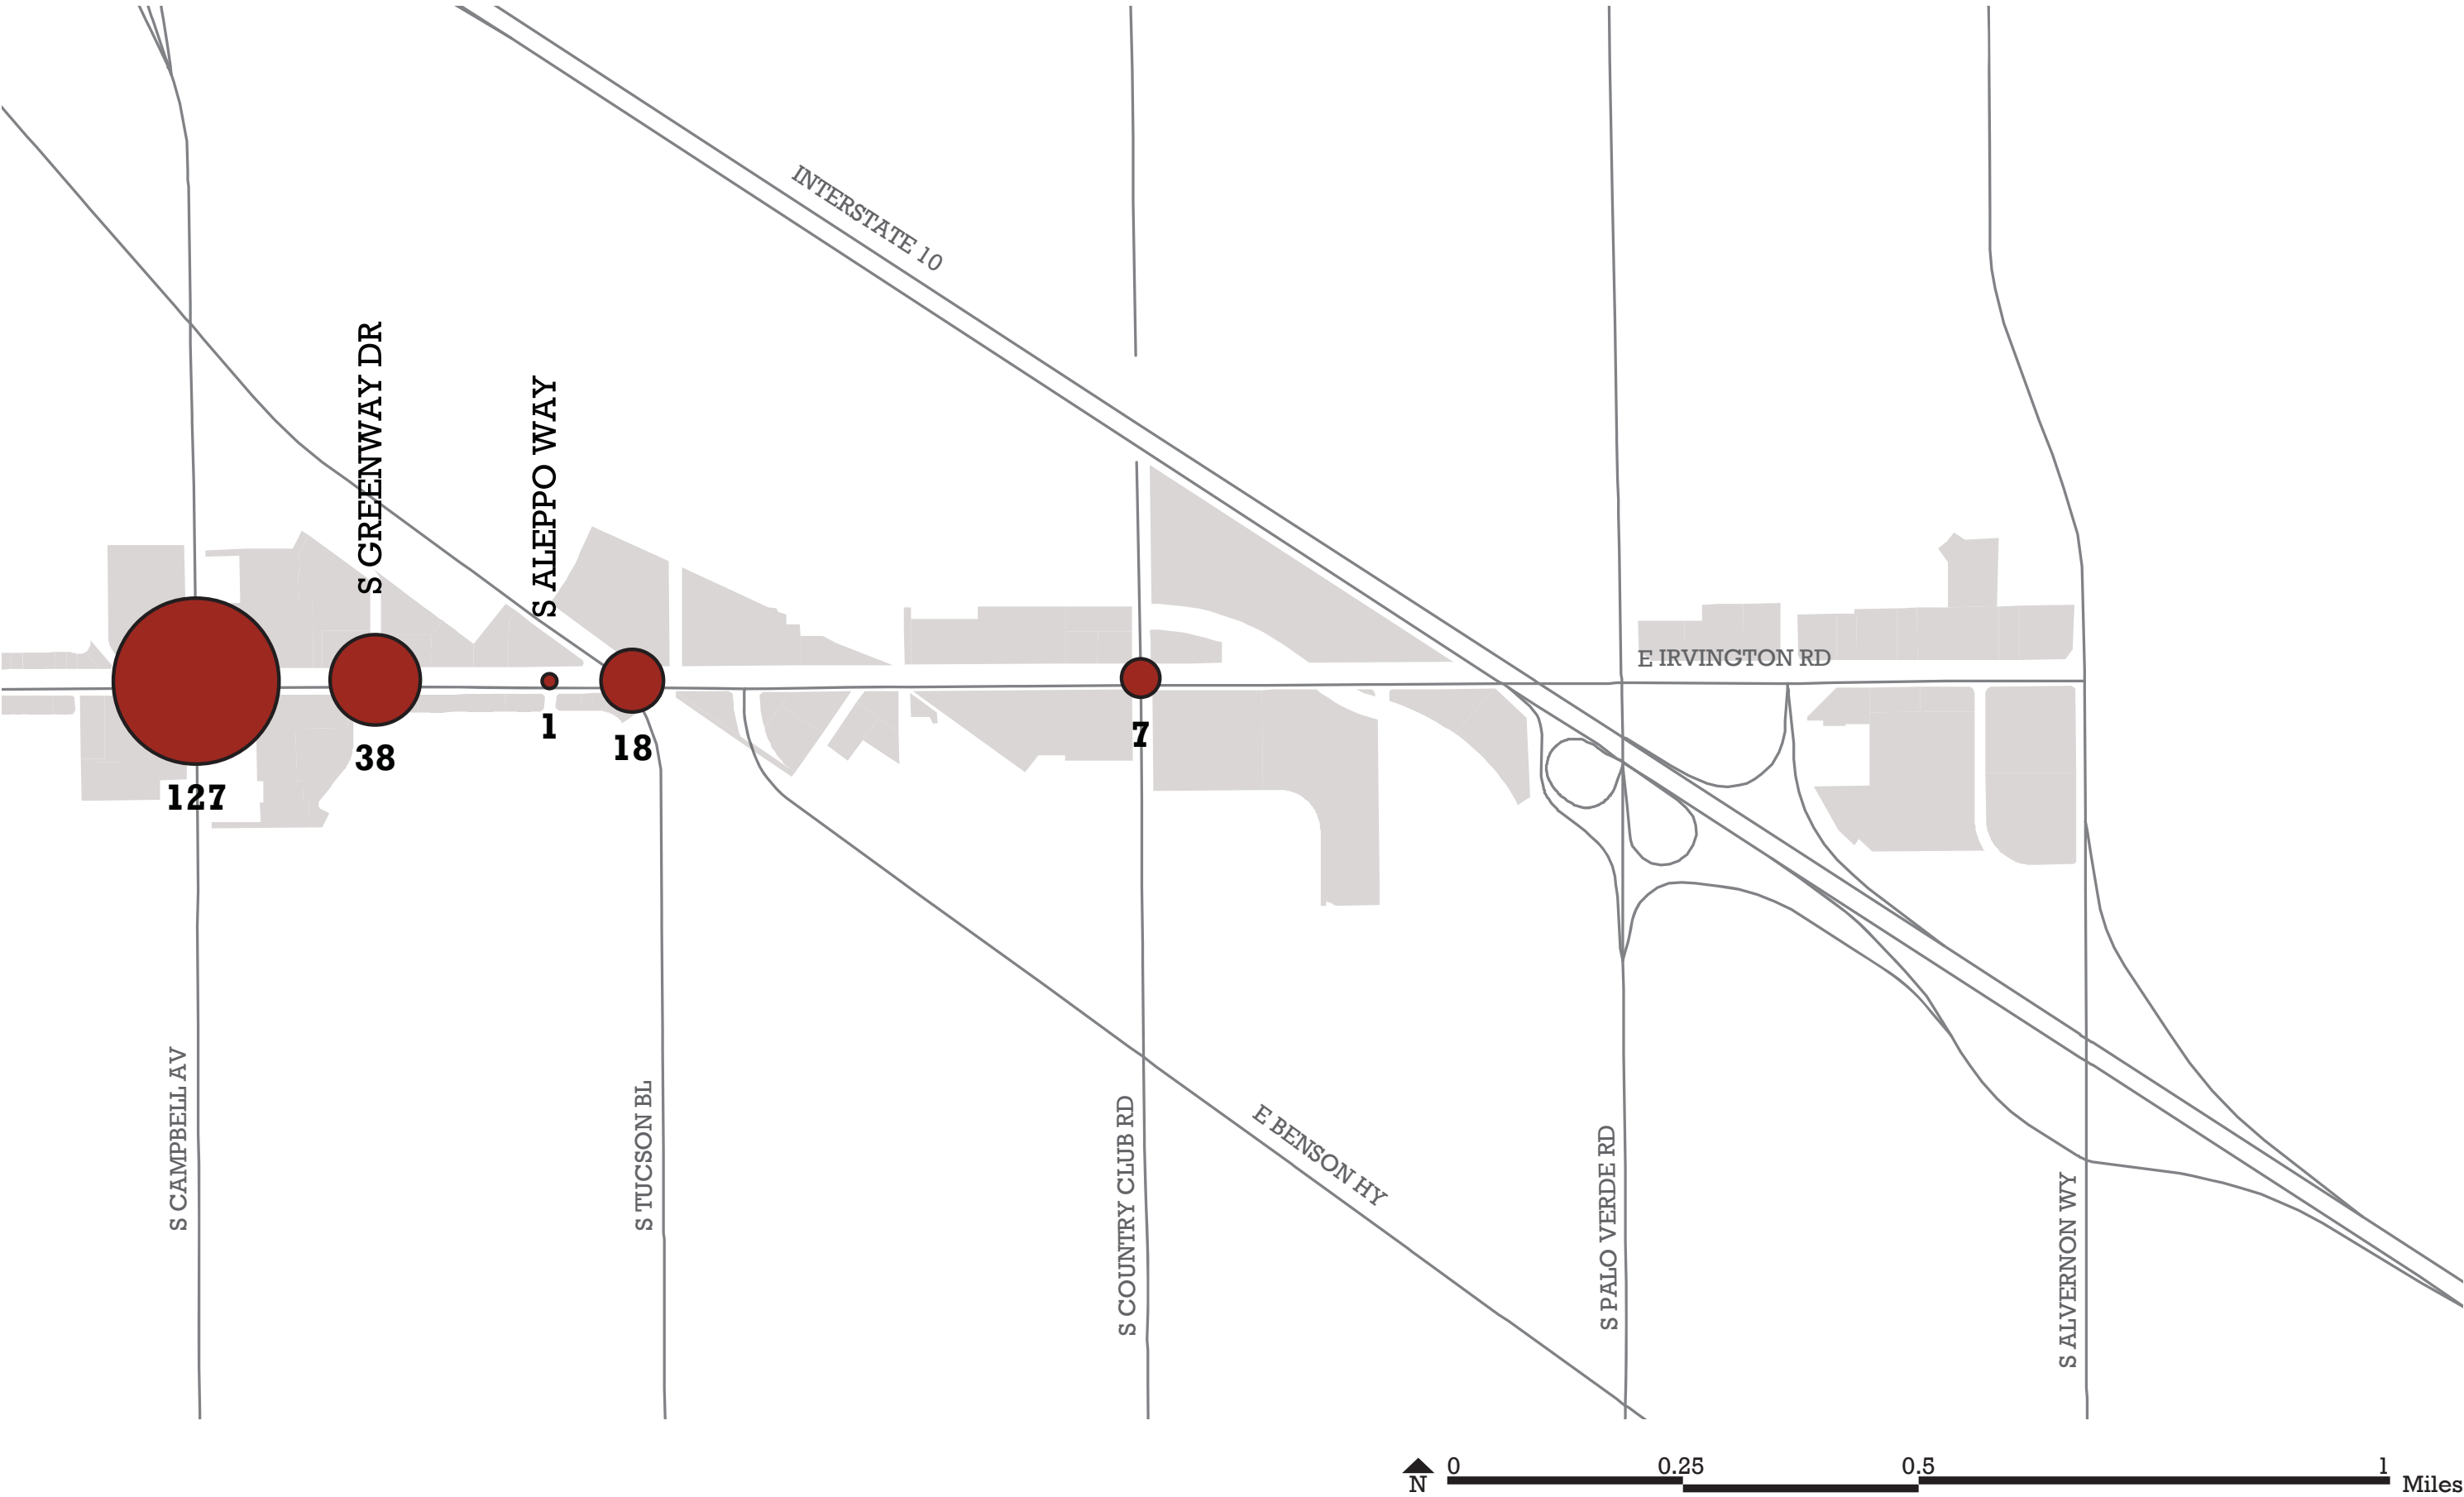 INTERSTATE 10
S GREENWAY DR
S ALEPPO WAY
E IRVINGTON RD
127
38
1
18
7
S CAMPBELL AV
S TUCSON BL
S COUNTRY CLUB RD
E BENSON HY
S PALO VERDE RD
S ALVERNON WY
N
0 0.25 0.5 1 Miles